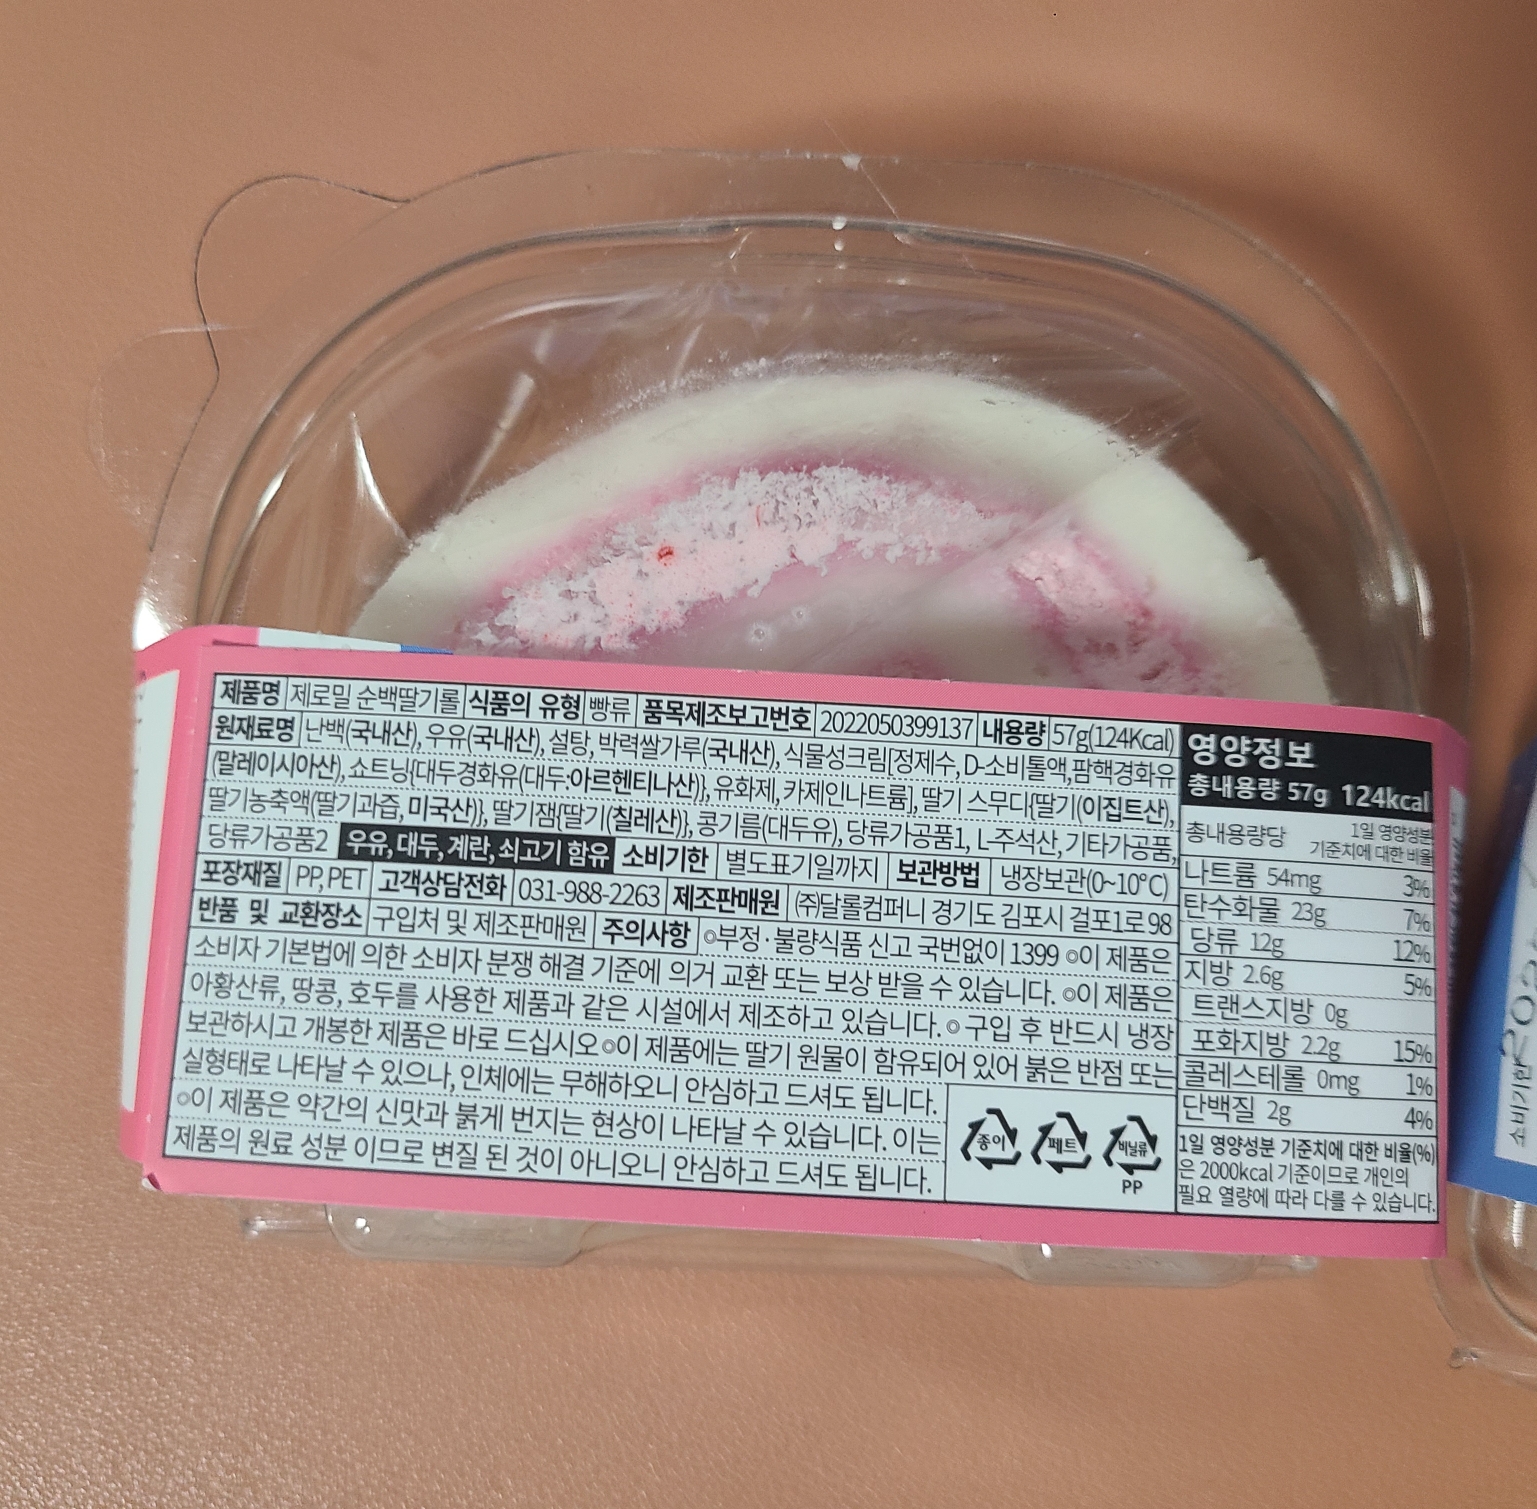 제품명 제로밀 순백딸기롤 식품의 유형 빵류 품목제조보고번호 2022050399137 내용량 57g(124Kcal)
원재료명 난백(국내산), 우유(국내산), 설탕, 박력쌀가루(국내산), 식물성크림[정제수, D-소비톨액,팜핵경화유
(말레이시아산), 쇼트닝{대두경화유(대두:아르헨티나산)}, 유화제, 카제인나트륨], 딸기 스무디{딸기(이집트산),
딸기농축액(딸기과즙, 미국산)}, 딸기잼{딸기(칠레산)}, 콩기름(대두유), 당류가공품1, L-주석산, 기타가공품,
당류가공품2 우유, 대두, 계란, 쇠고기 함유 소비기한 별도표기일까지 보관방법 냉장보관(0~10℃)
포장재질 PP, PET 고객상담전화 031-988-2263 제조판매원 ㈜달롤컴퍼니 경기도 김포시 걸포1로 98
반품 및 교환장소 구입처 및 제조판매원 주의사항 ◎부정·불량식품 신고 국번없이 1399 ◎이 제품은
소비자 기본법에 의한 소비자 분쟁 해결 기준에 의거 교환 또는 보상 받을 수 있습니다. ◎이 제품은
아황산류, 땅콩, 호두를 사용한 제품과 같은 시설에서 제조하고 있습니다. ◎구입 후 반드시 냉장
보관하시고 개봉한 제품은 바로 드십시오 ◎이 제품에는 딸기 원물이 함유되어 있어 붉은 반점 또는
실형태로 나타날 수 있으나, 인체에는 무해하오니 안심하고 드셔도 됩니다.
◎이 제품은 약간의 신맛과 붉게 번지는 현상이 나타날 수 있습니다. 이는
제품의 원료 성분 이므로 변질 된 것이 아니오니 안심하고 드셔도 됩니다.
종이 페트 비닐류
PP
영양정보
총내용량 57g 124kcal
총내용량당 1일 영양성분
기준치에 대한 비율
나트륨 54mg 3%
탄수화물 23g 7%
당류 12g 12%
지방 2.6g 5%
트랜스지방 0g
포화지방 2.2g 15%
콜레스테롤 0mg 1%
단백질 2g 4%
1일 영양성분 기준치에 대한 비율(%)
은 2000kcal 기준이므로 개인의
필요 열량에 따라 다를 수 있습니다.
소비기한